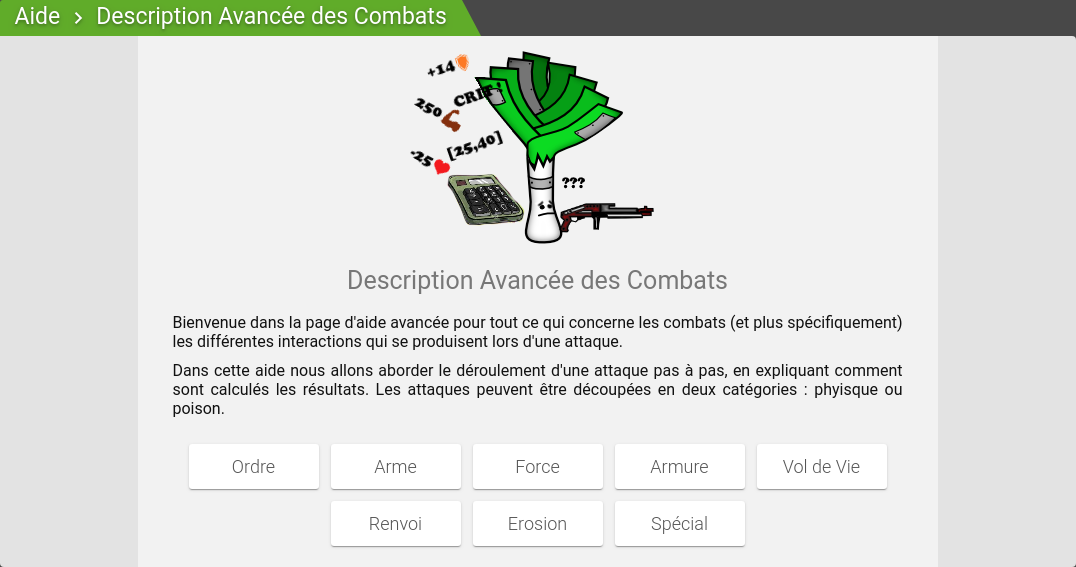 Aide > Description Avancée des Combats
+14
250 CRIT
-25 [25,40]
???
Description Avancée des Combats
Bienvenue dans la page d'aide avancée pour tout ce qui concerne les combats (et plus spécifiquement)
les différentes interactions qui se produisent lors d'une attaque.
Dans cette aide nous allons aborder le déroulement d'une attaque pas à pas, en expliquant comment
sont calculés les résultats. Les attaques peuvent être découpées en deux catégories : phyisque ou
poison.
Ordre Arme Force Armure Vol de Vie
Renvoi Erosion Spécial